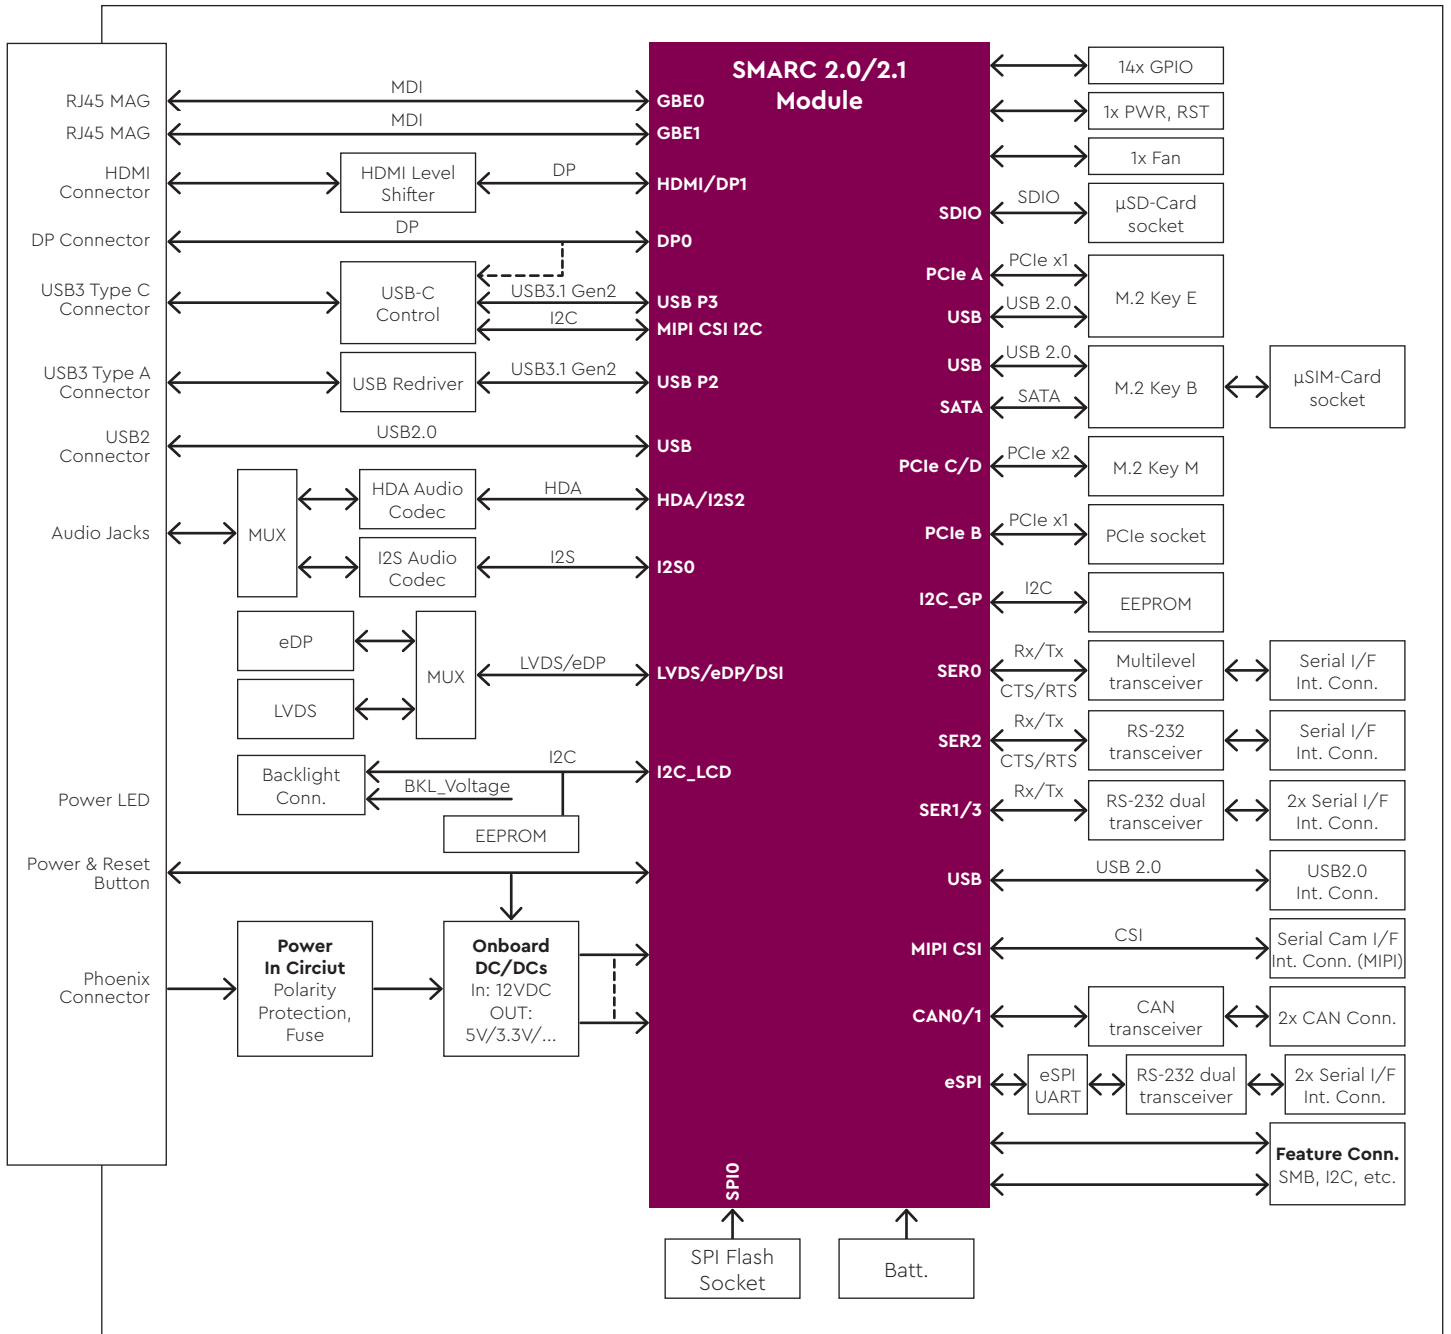 SMARC 2.0/2.1
Module
RJ45 MAG
MDI
GBE0
RJ45 MAG
MDI
GBE1
HDMI
Connector
HDMI Level
Shifter
DP
HDMI/DP1
DP Connector
DP
DP0
USB3 Type C
Connector
USB-C
Control
USB3.1 Gen2
USB P3
I2C
MIPI CSI I2C
USB3 Type A
Connector
USB Redriver
USB3.1 Gen2
USB P2
USB2
Connector
USB2.0
USB
Audio Jacks
MUX
HDA Audio
Codec
HDA
HDA/I2S2
I2S Audio
Codec
I2S
I2S0
eDP
LVDS
MUX
LVDS/eDP
LVDS/eDP/DSI
Backlight
Conn.
I2C
I2C_LCD
BKL_Voltage
EEPROM
Power LED
Power & Reset
Button
Phoenix
Connector
Power
In Circiut
Polarity
Protection,
Fuse
Onboard
DC/DCs
In: 12VDC
OUT:
5V/3.3V/...
14x GPIO
1x PWR, RST
1x Fan
SDIO
SDIO
µSD-Card
socket
PCIe A
PCIe x1
USB
USB 2.0
M.2 Key E
USB
USB 2.0
SATA
SATA
M.2 Key B
µSIM-Card
socket
PCIe C/D
PCIe x2
M.2 Key M
PCIe B
PCIe x1
PCIe socket
I2C_GP
I2C
EEPROM
SER0
Rx/Tx
CTS/RTS
Multilevel
transceiver
Serial I/F
Int. Conn.
SER2
Rx/Tx
CTS/RTS
RS-232
transceiver
Serial I/F
Int. Conn.
SER1/3
Rx/Tx
RS-232 dual
transceiver
2x Serial I/F
Int. Conn.
USB
USB 2.0
USB2.0
Int. Conn.
MIPI CSI
CSI
Serial Cam I/F
Int. Conn. (MIPI)
CAN0/1
CAN
transceiver
2x CAN Conn.
eSPI
eSPI
UART
RS-232 dual
transceiver
2x Serial I/F
Int. Conn.
Feature Conn.
SMB, I2C, etc.
SPI0
SPI Flash
Socket
Batt.